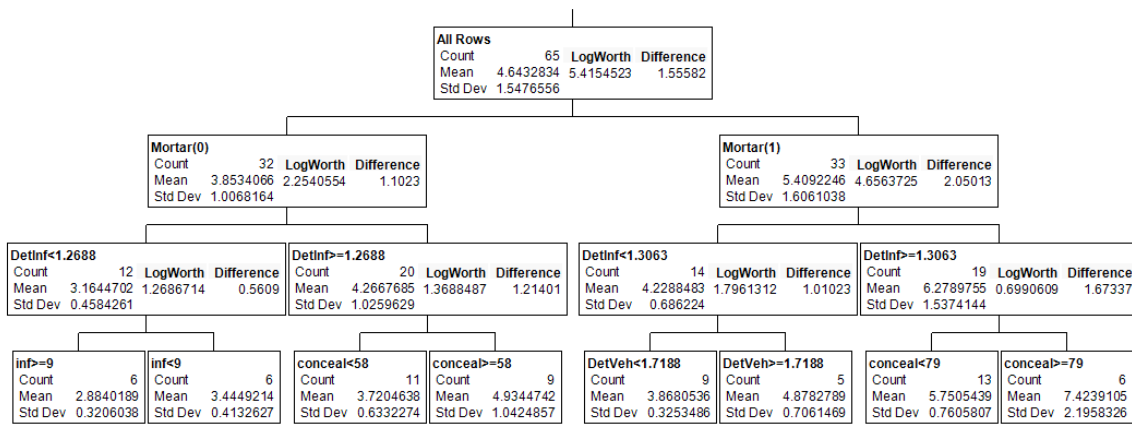 All Rows
Count 65 LogWorth Difference
Mean 4.6432834 5.4154523 1.55582
Std Dev 1.5476556
Mortar(0)
Count 32 LogWorth Difference
Mean 3.8534066 2.2540554 1.1023
Std Dev 1.0068164
Mortar(1)
Count 33 LogWorth Difference
Mean 5.4092246 4.6563725 2.05013
Std Dev 1.6061038
DetInf<1.2688
Count 12 LogWorth Difference
Mean 3.1644702 1.2686714 0.5609
Std Dev 0.4584261
DetInf>=1.2688
Count 20 LogWorth Difference
Mean 4.2667685 1.3688487 1.21401
Std Dev 1.0259629
DetInf<1.3063
Count 14 LogWorth Difference
Mean 4.2288483 1.7961312 1.01023
Std Dev 0.686224
DetInf>=1.3063
Count 19 LogWorth Difference
Mean 6.2789755 0.6990609 1.67337
Std Dev 1.5374144
inf>=9
Count 6
Mean 2.8840189
Std Dev 0.3206038
inf<9
Count 6
Mean 3.4449214
Std Dev 0.4132627
conceal<58
Count 11
Mean 3.7204638
Std Dev 0.6332274
conceal>=58
Count 9
Mean 4.9344742
Std Dev 1.0424857
DetVeh<1.7188
Count 9
Mean 3.8680536
Std Dev 0.3253486
DetVeh>=1.7188
Count 5
Mean 4.8782789
Std Dev 0.7061469
conceal<79
Count 13
Mean 5.7505439
Std Dev 0.7605807
conceal>=79
Count 6
Mean 7.4239105
Std Dev 2.1958326